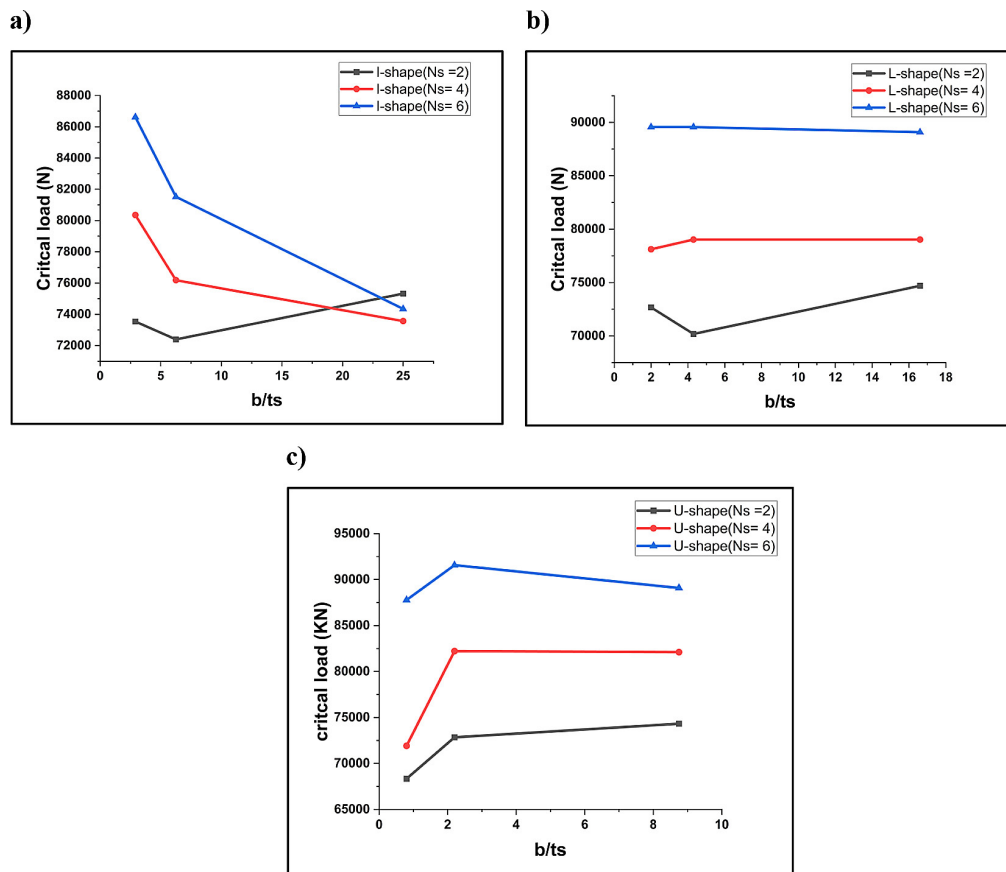 a)
I-shape(Ns =2)
I-shape(Ns= 4)
I-shape(Ns= 6)
88000
86000
84000
82000
80000
78000
76000
74000
72000
Critcal load (N)
0 5 10 15 20 25
b/ts
b)
L-shape(Ns =2)
L-shape(Ns= 4)
L-shape(Ns= 6)
90000
85000
80000
75000
70000
Critcal load (N)
0 2 4 6 8 10 12 14 16 18
b/ts
c)
U-shape(Ns =2)
U-shape(Ns= 4)
U-shape(Ns= 6)
95000
90000
85000
80000
75000
70000
65000
critcal load (KN)
0 2 4 6 8 10
b/ts